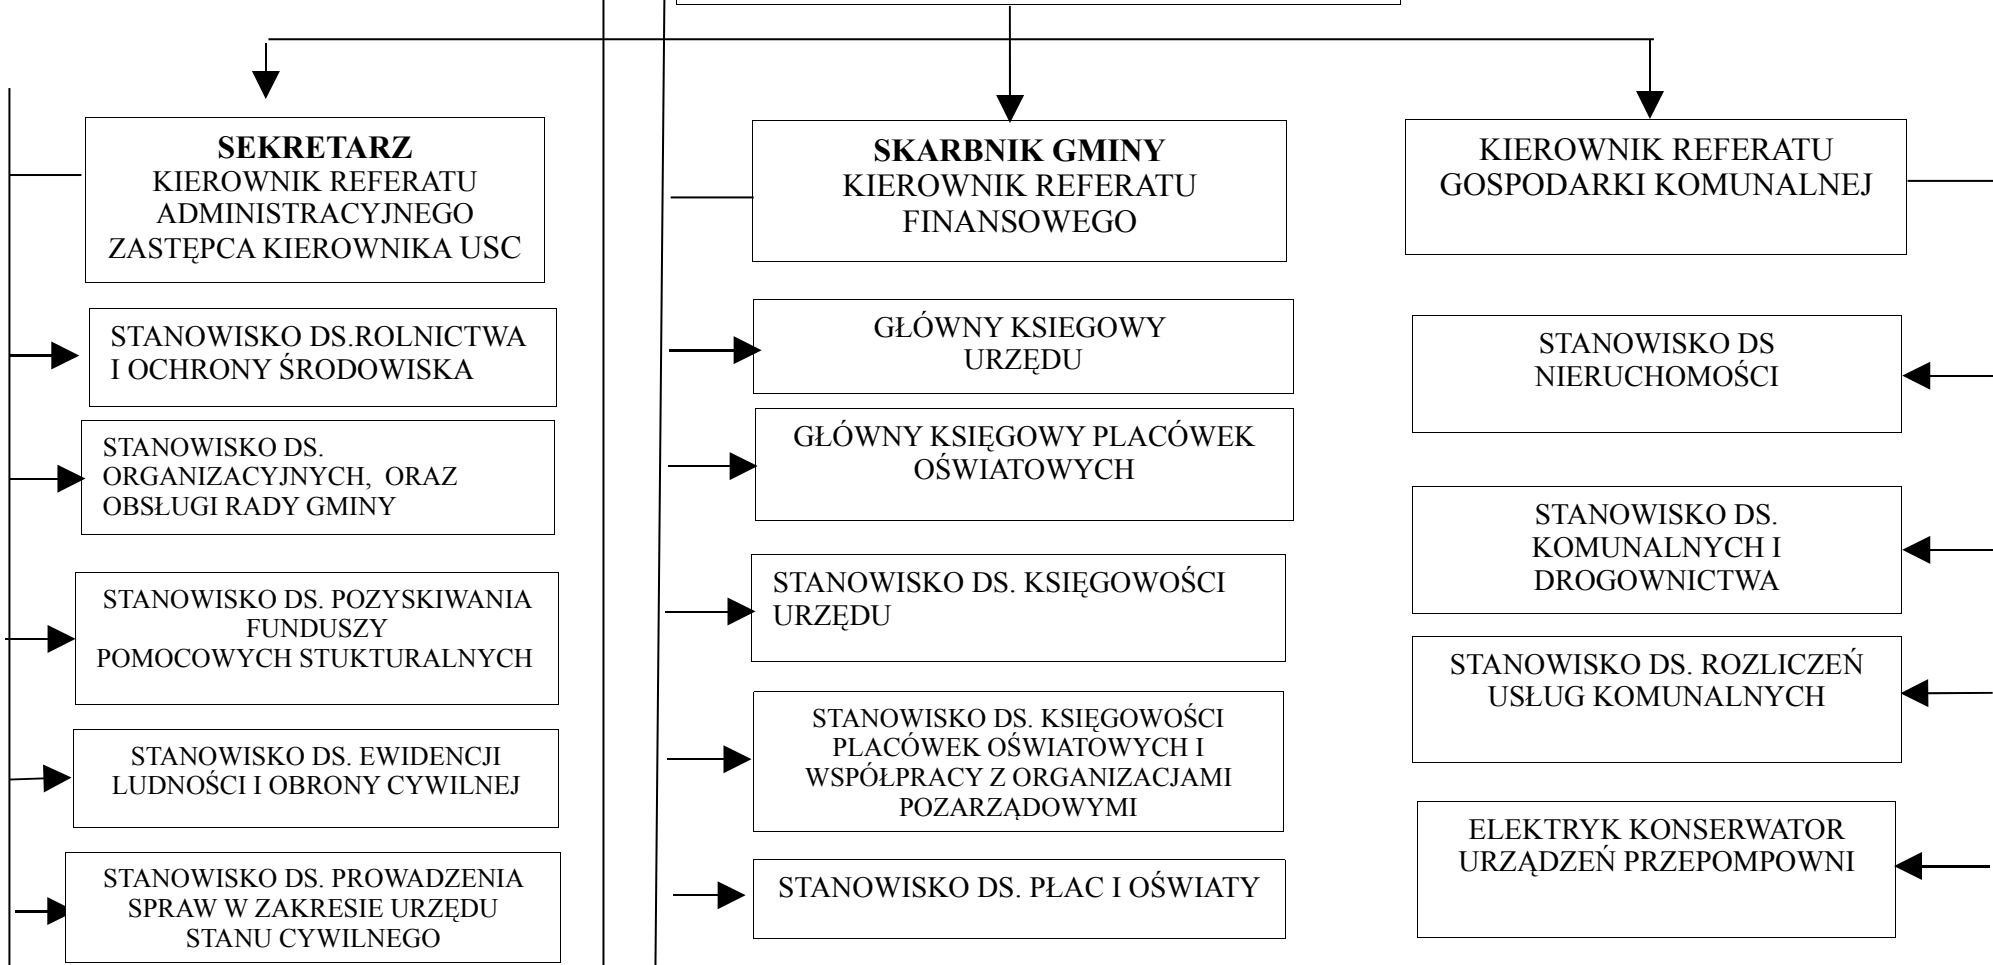 SEKRETARZ
KIEROWNIK REFERATU
ADMINISTRACYJNEGO
ZASTĘPCA KIEROWNIKA USC
STANOWISKO DS.ROLNICTWA
I OCHRONY ŚRODOWISKA
STANOWISKO DS.
ORGANIZACYJNYCH, ORAZ
OBSŁUGI RADY GMINY
STANOWISKO DS. POZYSKIWANIA
FUNDUSZY
POMOCOWYCH STUKTURALNYCH
STANOWISKO DS. EWIDENCJI
LUDNOŚCI I OBRONY CYWILNEJ
STANOWISKO DS. PROWADZENIA
SPRAW W ZAKRESIE URZĘDU
STANU CYWILNEGO
SKARBNIK GMINY
KIEROWNIK REFERATU
FINANSOWEGO
GŁÓWNY KSIEGOWY
URZĘDU
GŁÓWNY KSIĘGOWY PLACÓWEK
OŚWIATOWYCH
STANOWISKO DS. KSIĘGOWOŚCI
URZĘDU
STANOWISKO DS. KSIĘGOWOŚCI
PLACÓWEK OŚWIATOWYCH I
WSPÓŁPRACY Z ORGANIZACJAMI
POZARZĄDOWYMI
STANOWISKO DS. PŁAC I OŚWIATY
KIEROWNIK REFERATU
GOSPODARKI KOMUNALNEJ
STANOWISKO DS
NIERUCHOMOŚCI
STANOWISKO DS.
KOMUNALNYCH I
DROGOWNICTWA
STANOWISKO DS. ROZLICZEŃ
USŁUG KOMUNALNYCH
ELEKTRYK KONSERWATOR
URZĄDZEŃ PRZEPOMPOWNI